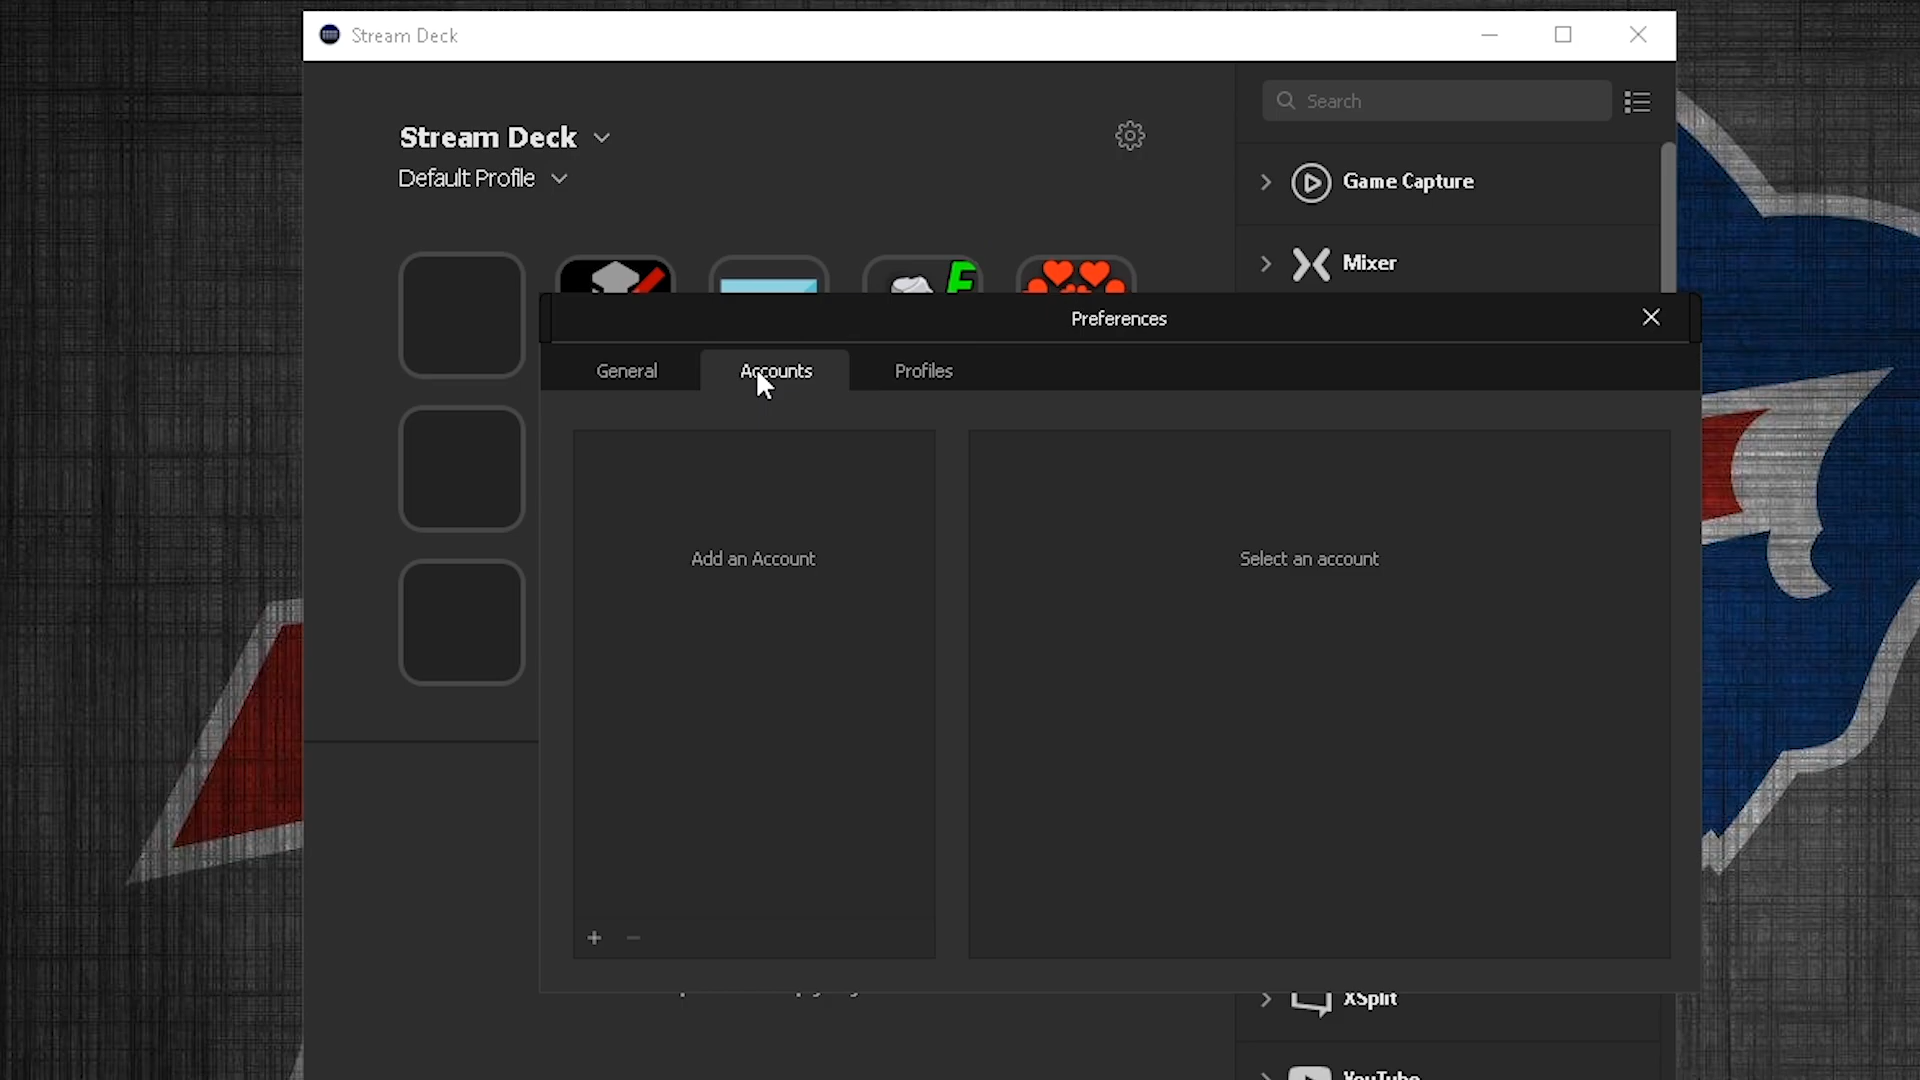 Stream Deck
Stream Deck
Default Profile
Search
Game Capture
Mixer
Preferences
General
Accounts
Profiles
Add an Account
Select an account
XSplit
YouTube